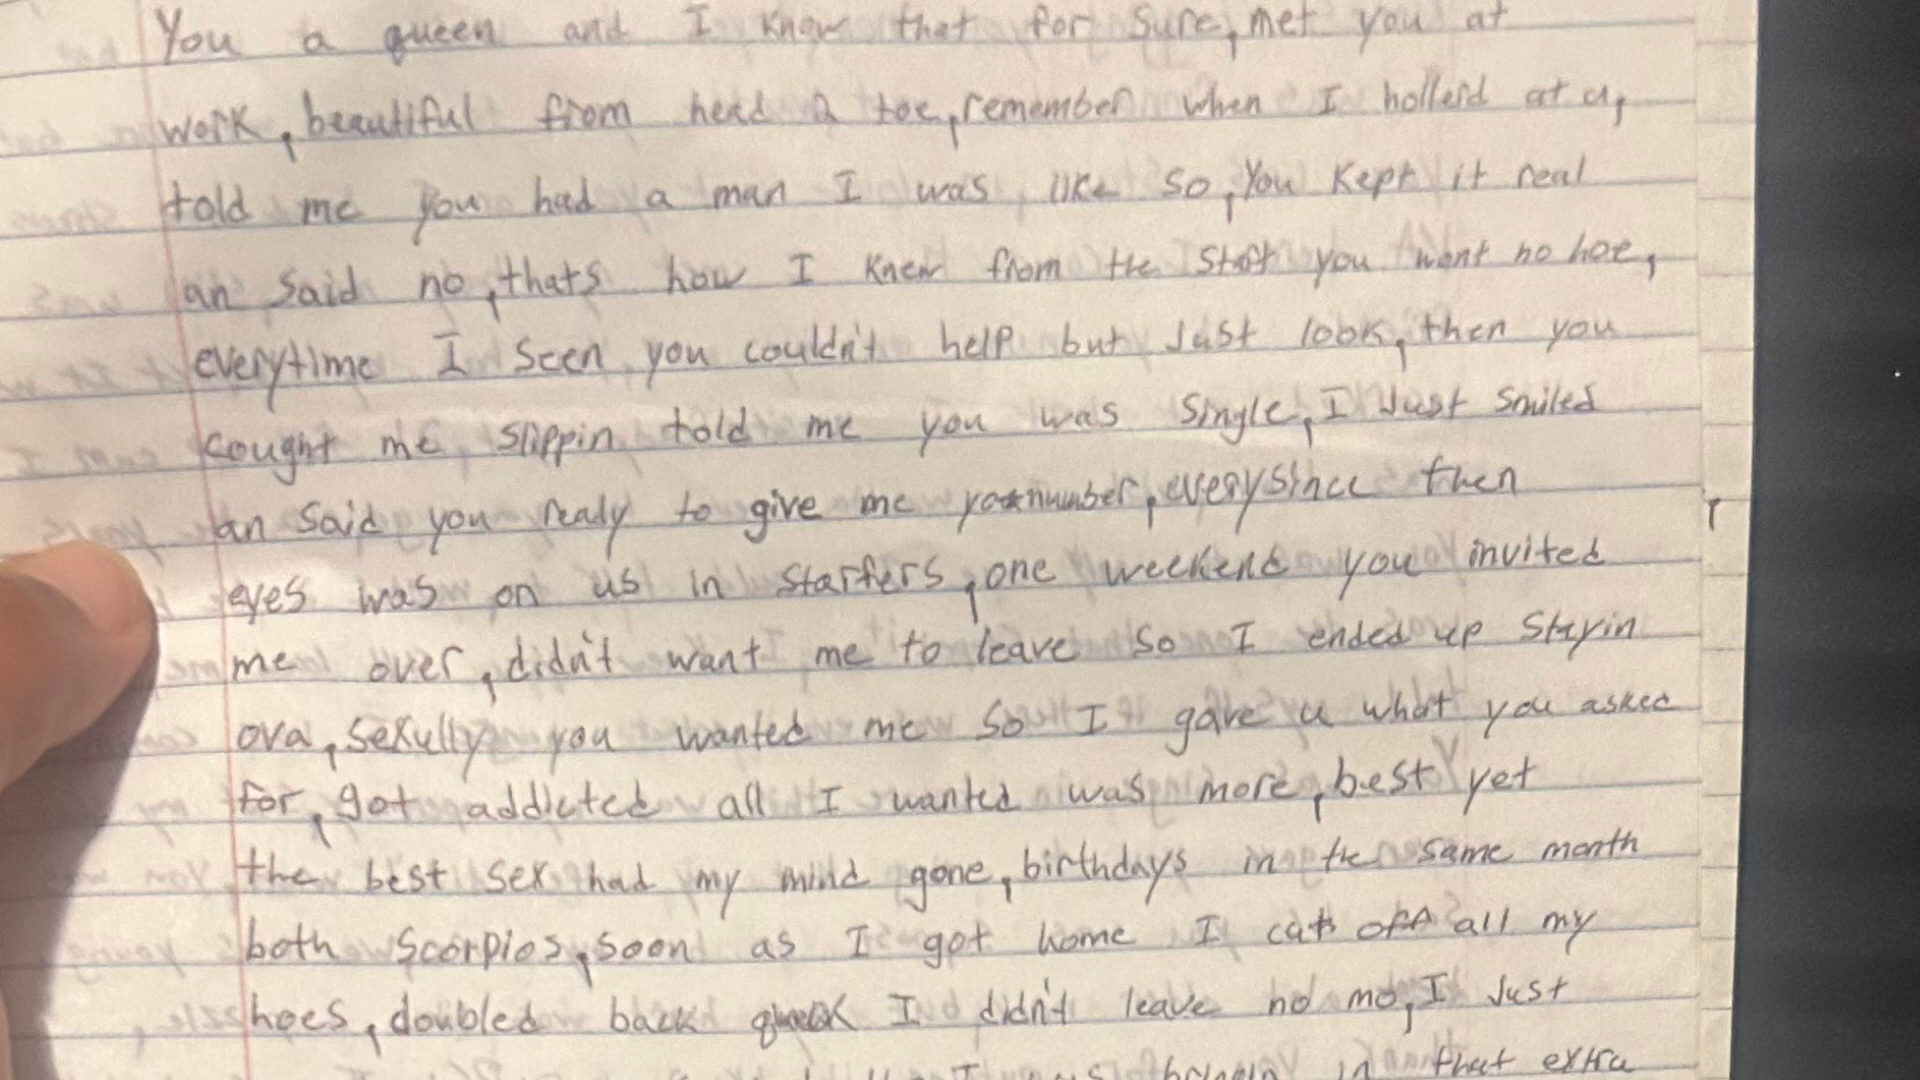 You a queen and I know that for sure, met you at
work, beautiful from head 2 toe, remember when I holle'd at u,
told me you had a man I was like so, You kept it real
an said no, thats how I knew from the start you wont no hoe,
everytime I seen you couldn't help but Just look, then you
cought me slippin told me you was single, I Just smiled
an said you ready to give me number, everysince then
eyes was on us in starfers, one weekend you invited
me over, didn't want me to leave so I ended up stayin
ova, sexully you wanted me so I gave u what you asked
for, got addicted all I wanted was more, best yet
the best sex had my mind gone, birthdays in the same month
both scorpios, soon as I got home I cut off all my
hoes, doubled back quick I didn't leave no mo, I Just
in that extra